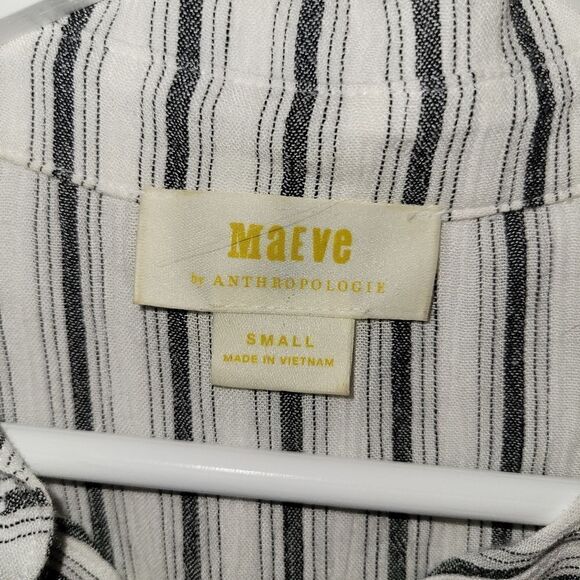 MaEve
by ANTHROPOLOGIE
SMALL
MADE IN VIETNAM